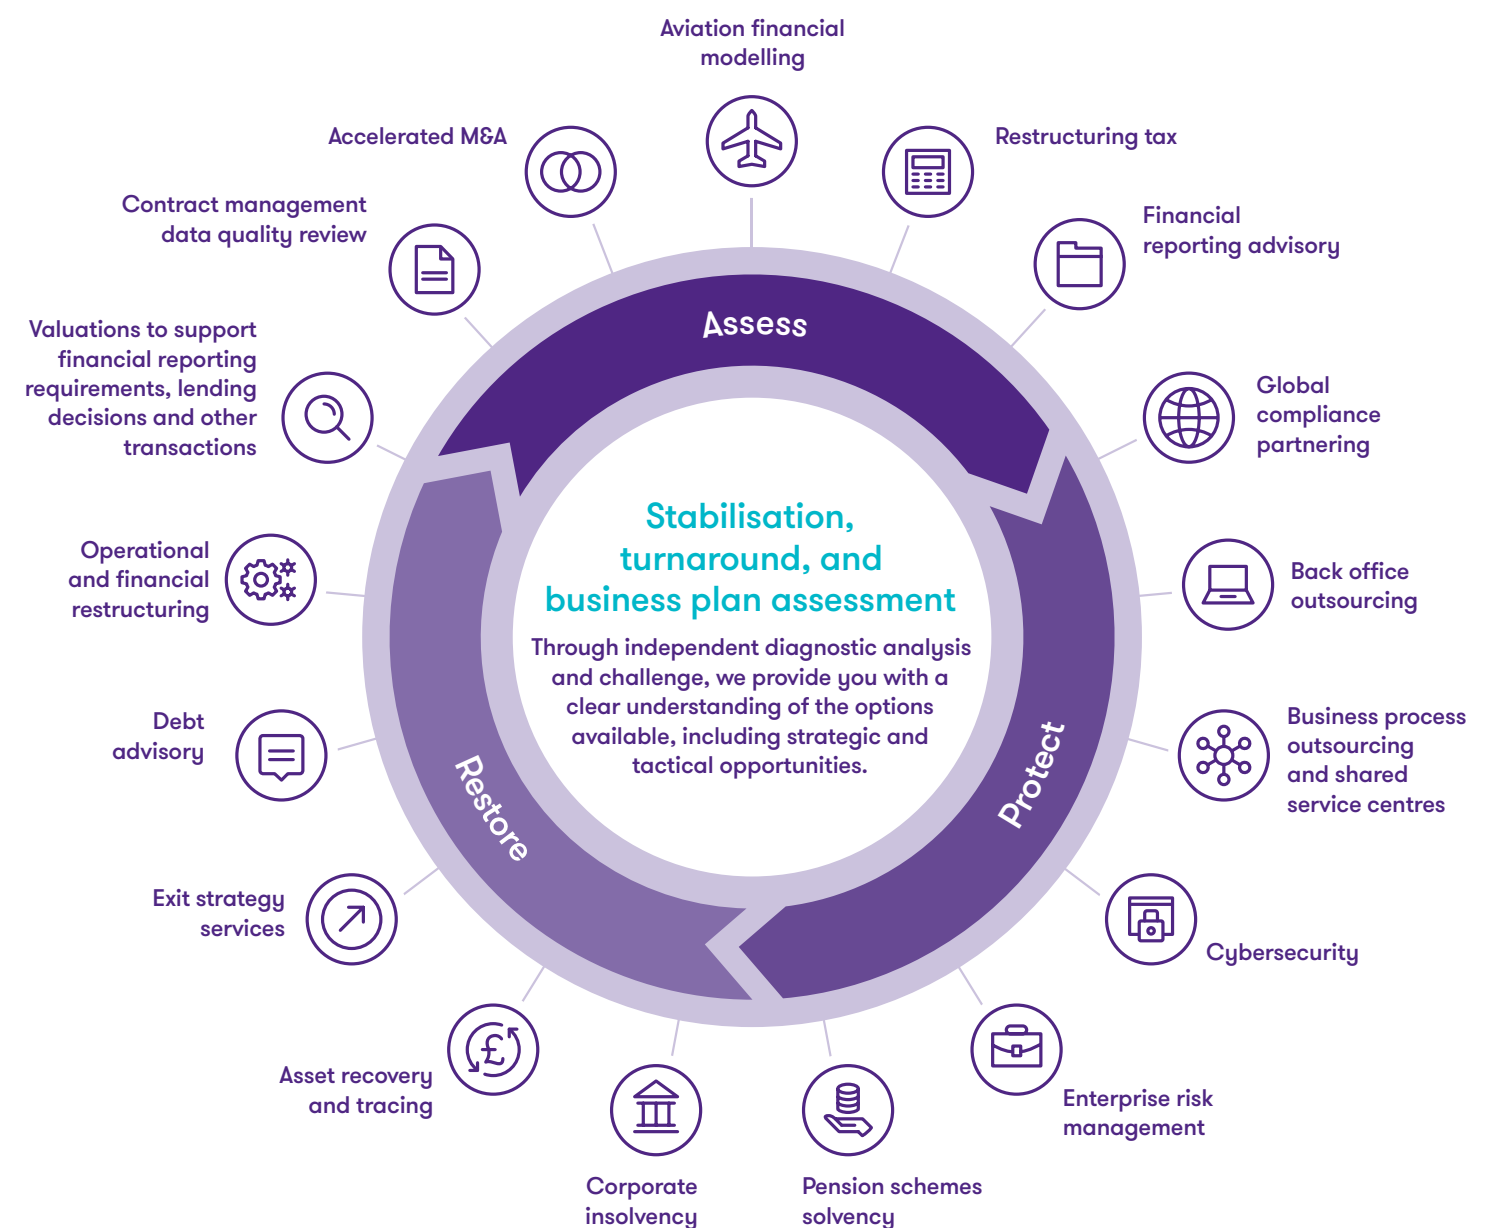 Aviation financial
modelling
Restructuring tax
Financial
reporting advisory
Global
compliance
partnering
Back office
outsourcing
Business process
outsourcing
and shared
service centres
Cybersecurity
Enterprise risk
management
Pension schemes
solvency
Corporate
insolvency
Asset recovery
and tracing
Exit strategy
services
Debt
advisory
Operational
and financial
restructuring
Valuations to support
financial reporting
requirements, lending
decisions and other
transactions
Contract management
data quality review
Accelerated M&A
Assess
Protect
Restore
Stabilisation,
turnaround, and
business plan assessment
Through independent diagnostic analysis
and challenge, we provide you with a
clear understanding of the options
available, including strategic and
tactical opportunities.
£